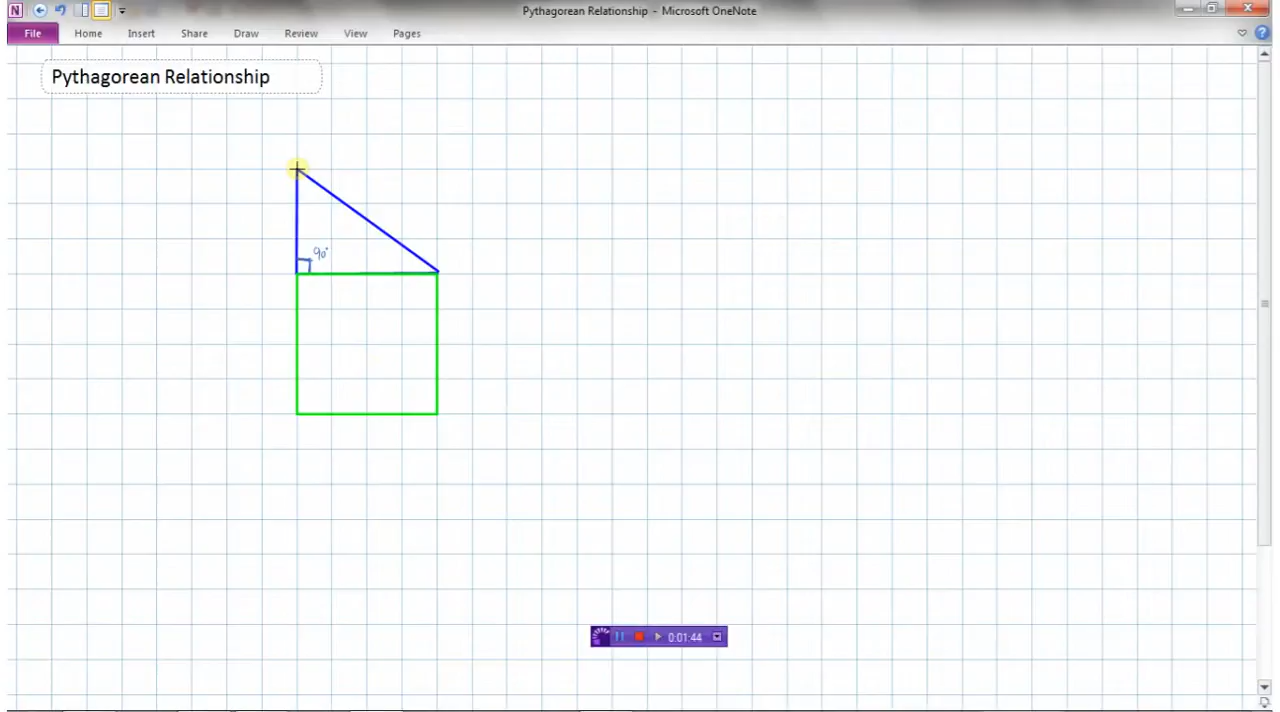 Pythagorean Relationship - Microsoft OneNote
File Home Insert Share Draw Review View Pages
Pythagorean Relationship
90°
0:01:44